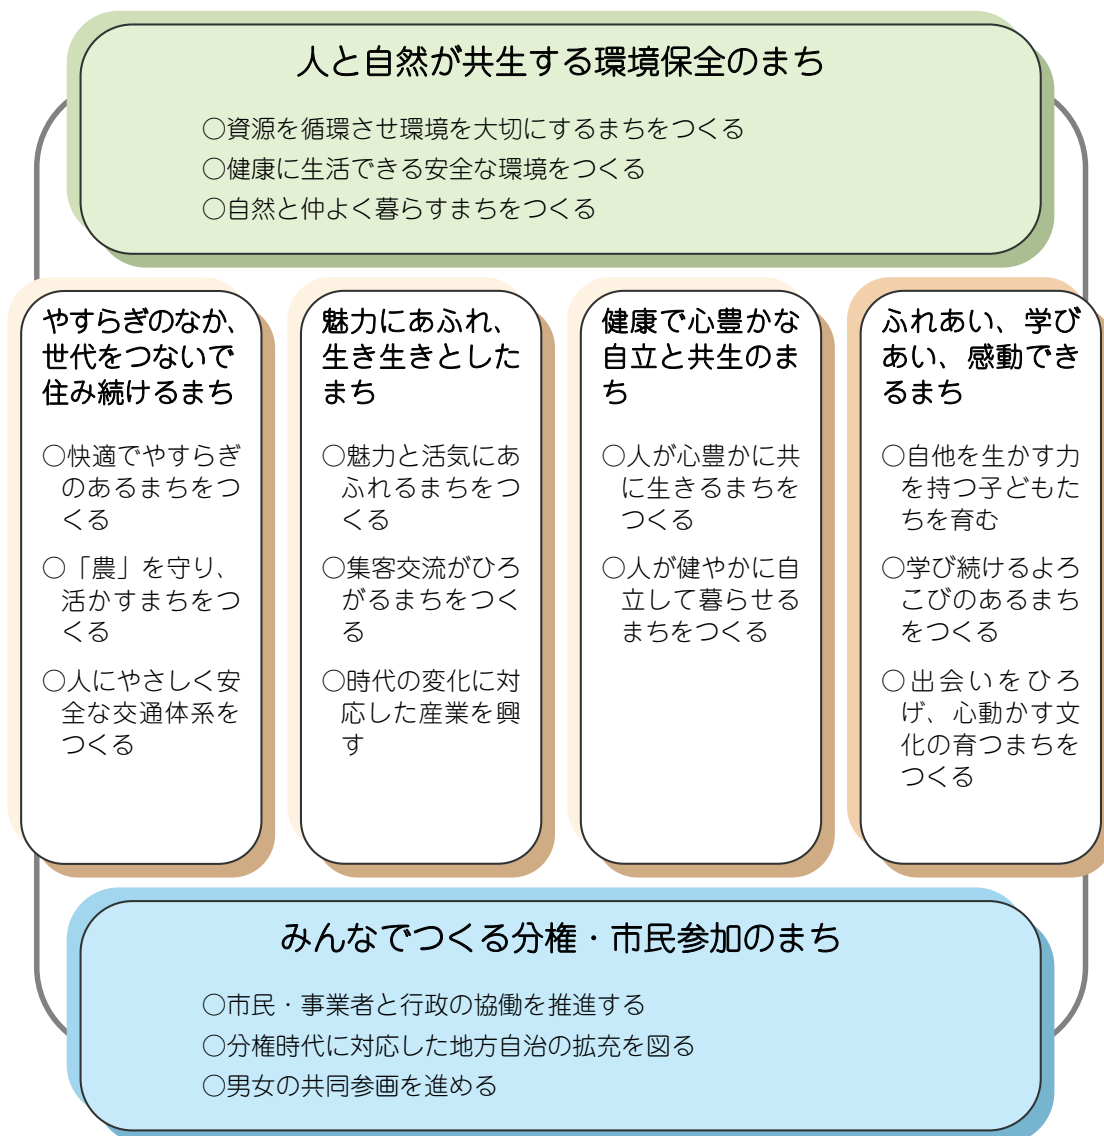 人と自然が共生する環境保全のまち
○資源を循環させ環境を大切にするまちをつくる
○健康に生活できる安全な環境をつくる
○自然と仲よく暮らすまちをつくる
やすらぎのなか、
世代をつないで
住み続けるまち
○快適でやすらぎ
のあるまちをつ
くる
○「農」を守り、
活かすまちをつ
くる
○人にやさしく安
全な交通体系を
つくる
魅力にあふれ、
生き生きとした
まち
○魅力と活気にあ
ふれるまちをつ
くる
○集客交流がひろ
がるまちをつく
る
○時代の変化に対
応した産業を興
す
健康で心豊かな
自立と共生のま
ち
○人が心豊かに共
に生きるまちを
つくる
○人が健やかに自
立して暮らせる
まちをつくる
ふれあい、学び
あい、感動でき
るまち
○自他を生かす力
を持つ子どもた
ちを育む
○学び続けるよろ
こびのあるまち
をつくる
○出会いをひろ
げ、心動かす文
化の育つまちを
つくる
みんなでつくる分権・市民参加のまち
○市民・事業者と行政の協働を推進する
○分権時代に対応した地方自治の拡充を図る
○男女の共同参画を進める